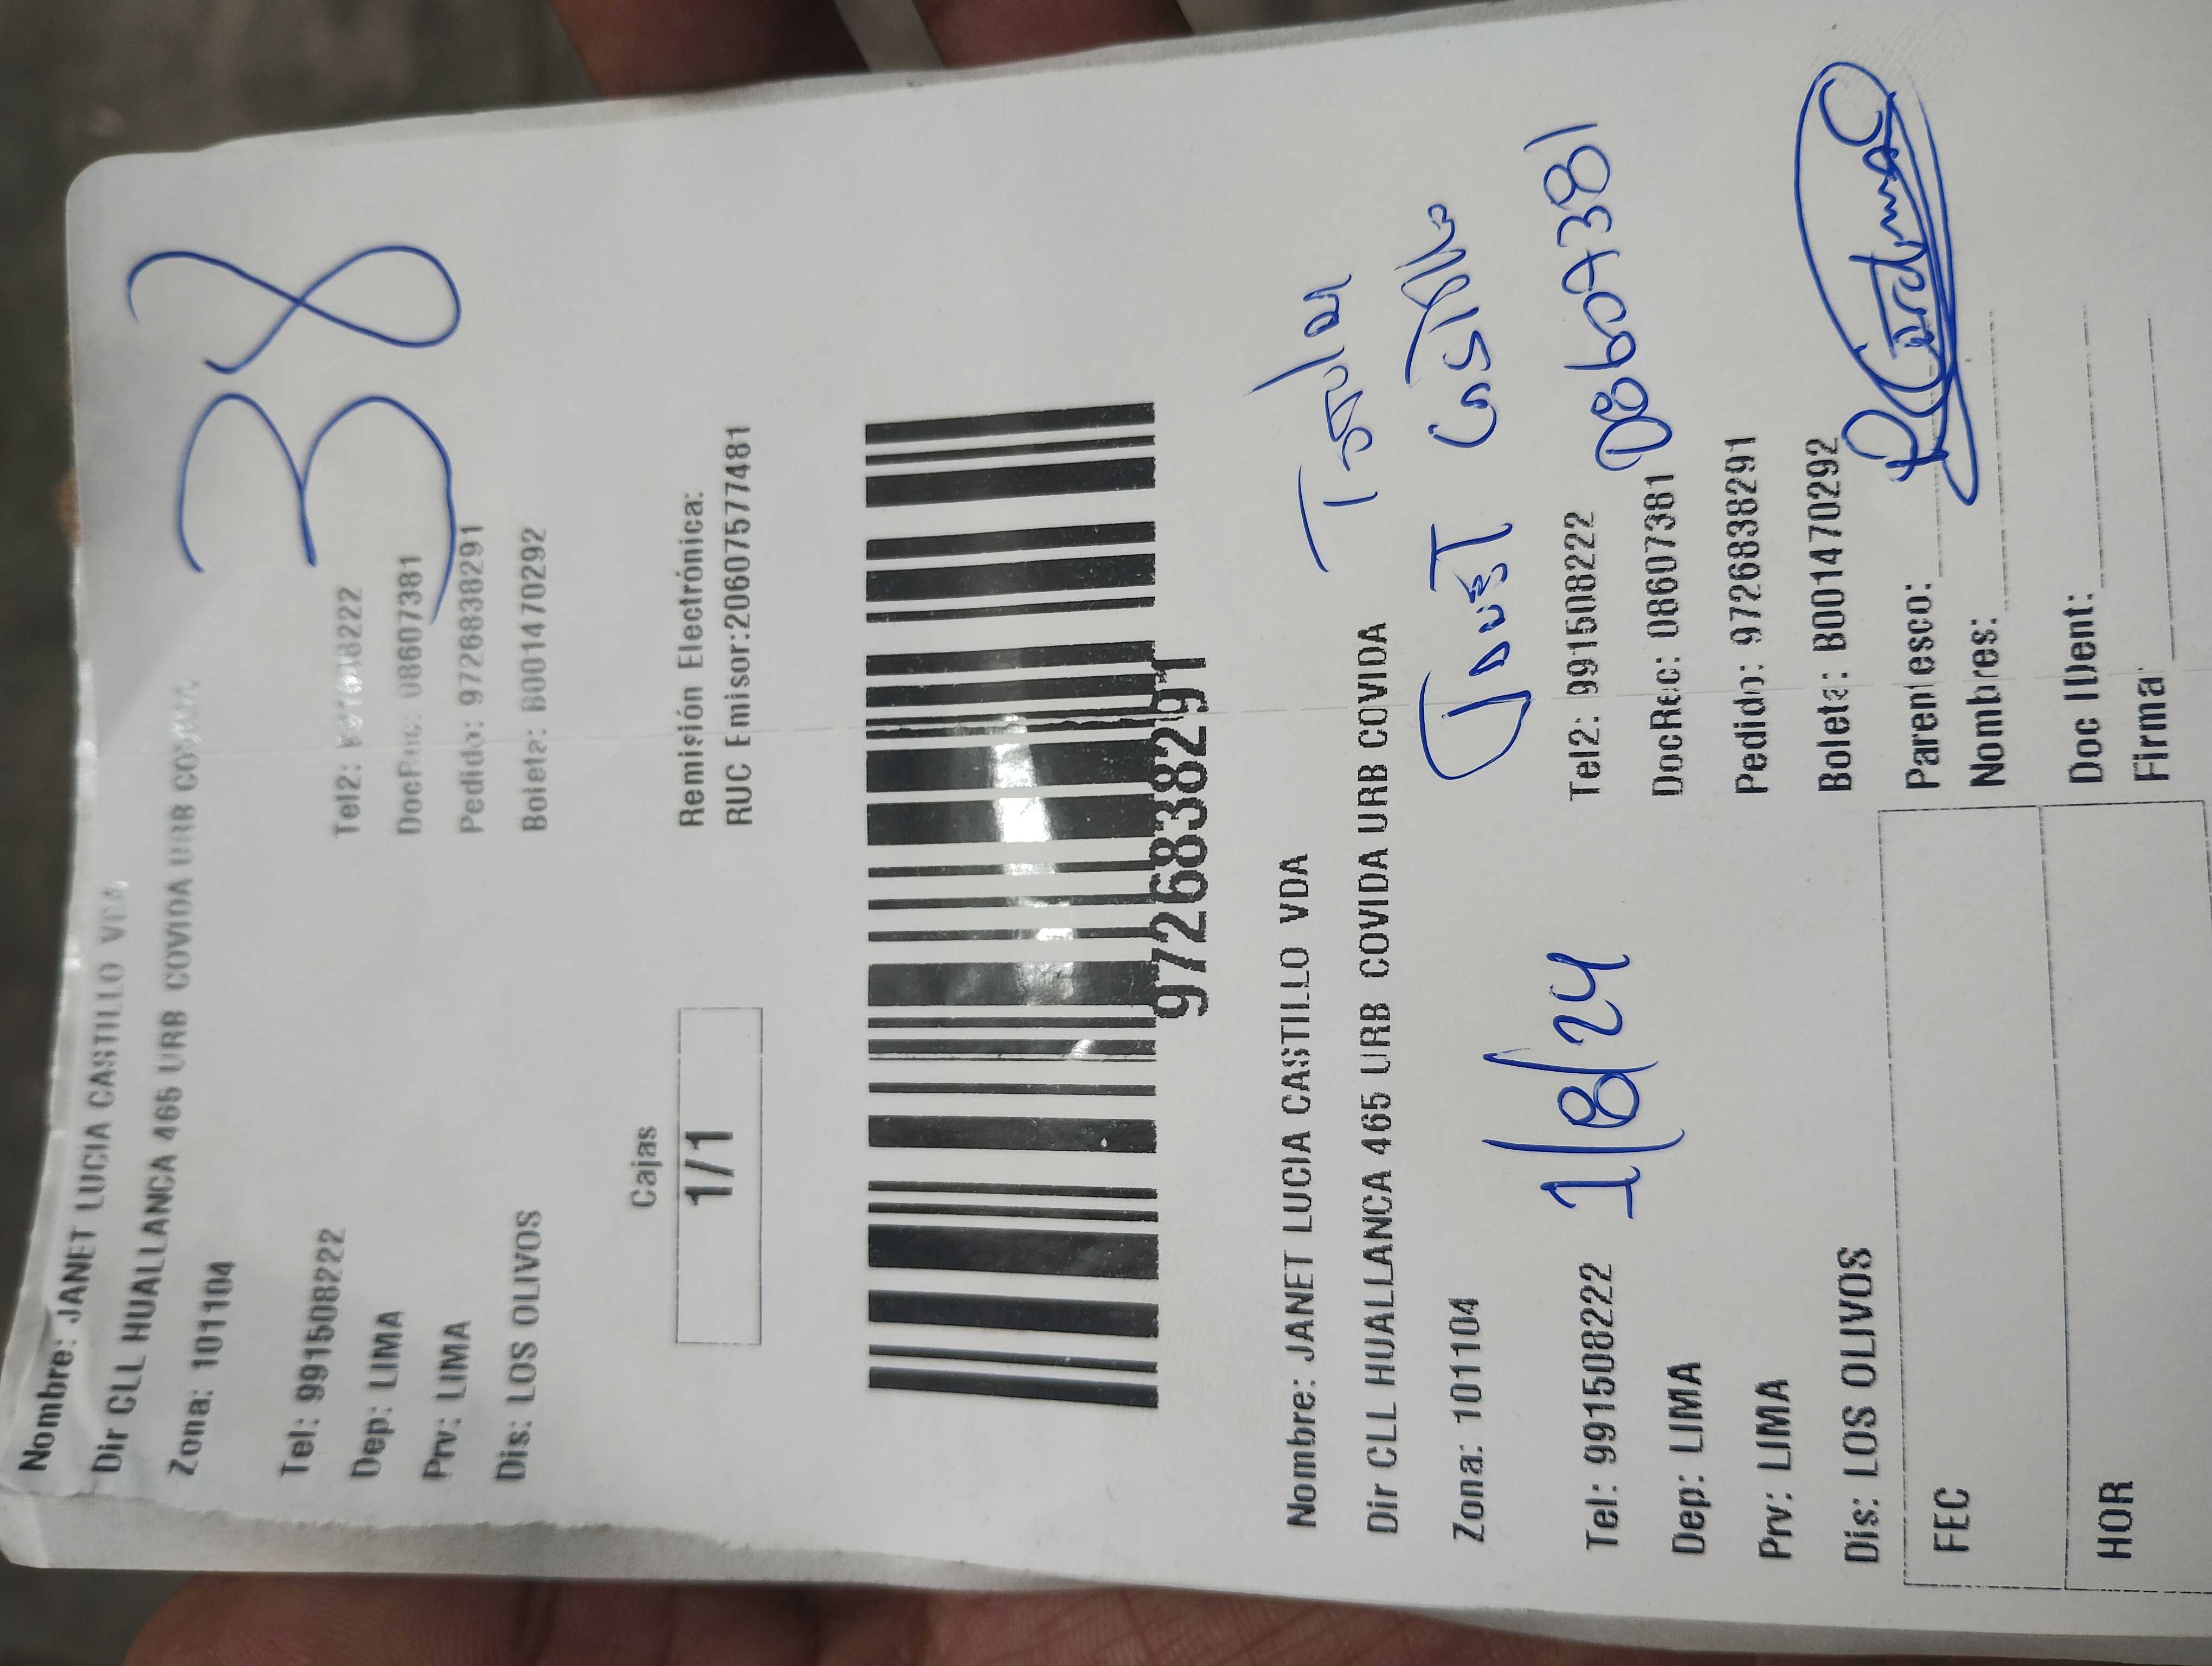 Nombre: JANET LUCIA CASTILLO VDA
Dir CLL HUALLANCA 465 URB COVIDA URB COVIDA
Zona: 101104
38
Tel: 991508222
Tel2: 991508222
Dep: LIMA
DocRec: 08607381
Prv: LIMA
Pedido: 9726838291
Dis: LOS OLIVOS
Boleta: B001470292
Cajas
1/1
Remisión Electrónica:
RUC Emisor:20607577481
9726838291
Nombre: JANET LUCIA CASTILLO VDA
Dir CLL HUALLANCA 465 URB COVIDA URB COVIDA
Zona: 101104
Castillo
Tel: 991508222
1/8/24
Tel2: 991508222
08607381
Dep: LIMA
DocRec: 08607381
Prv: LIMA
Pedido: 9726838291
Dis: LOS OLIVOS
Boleta: B001470292
FEC
Parentesco:
Nombres:
HOR
Doc IDent:
Firma